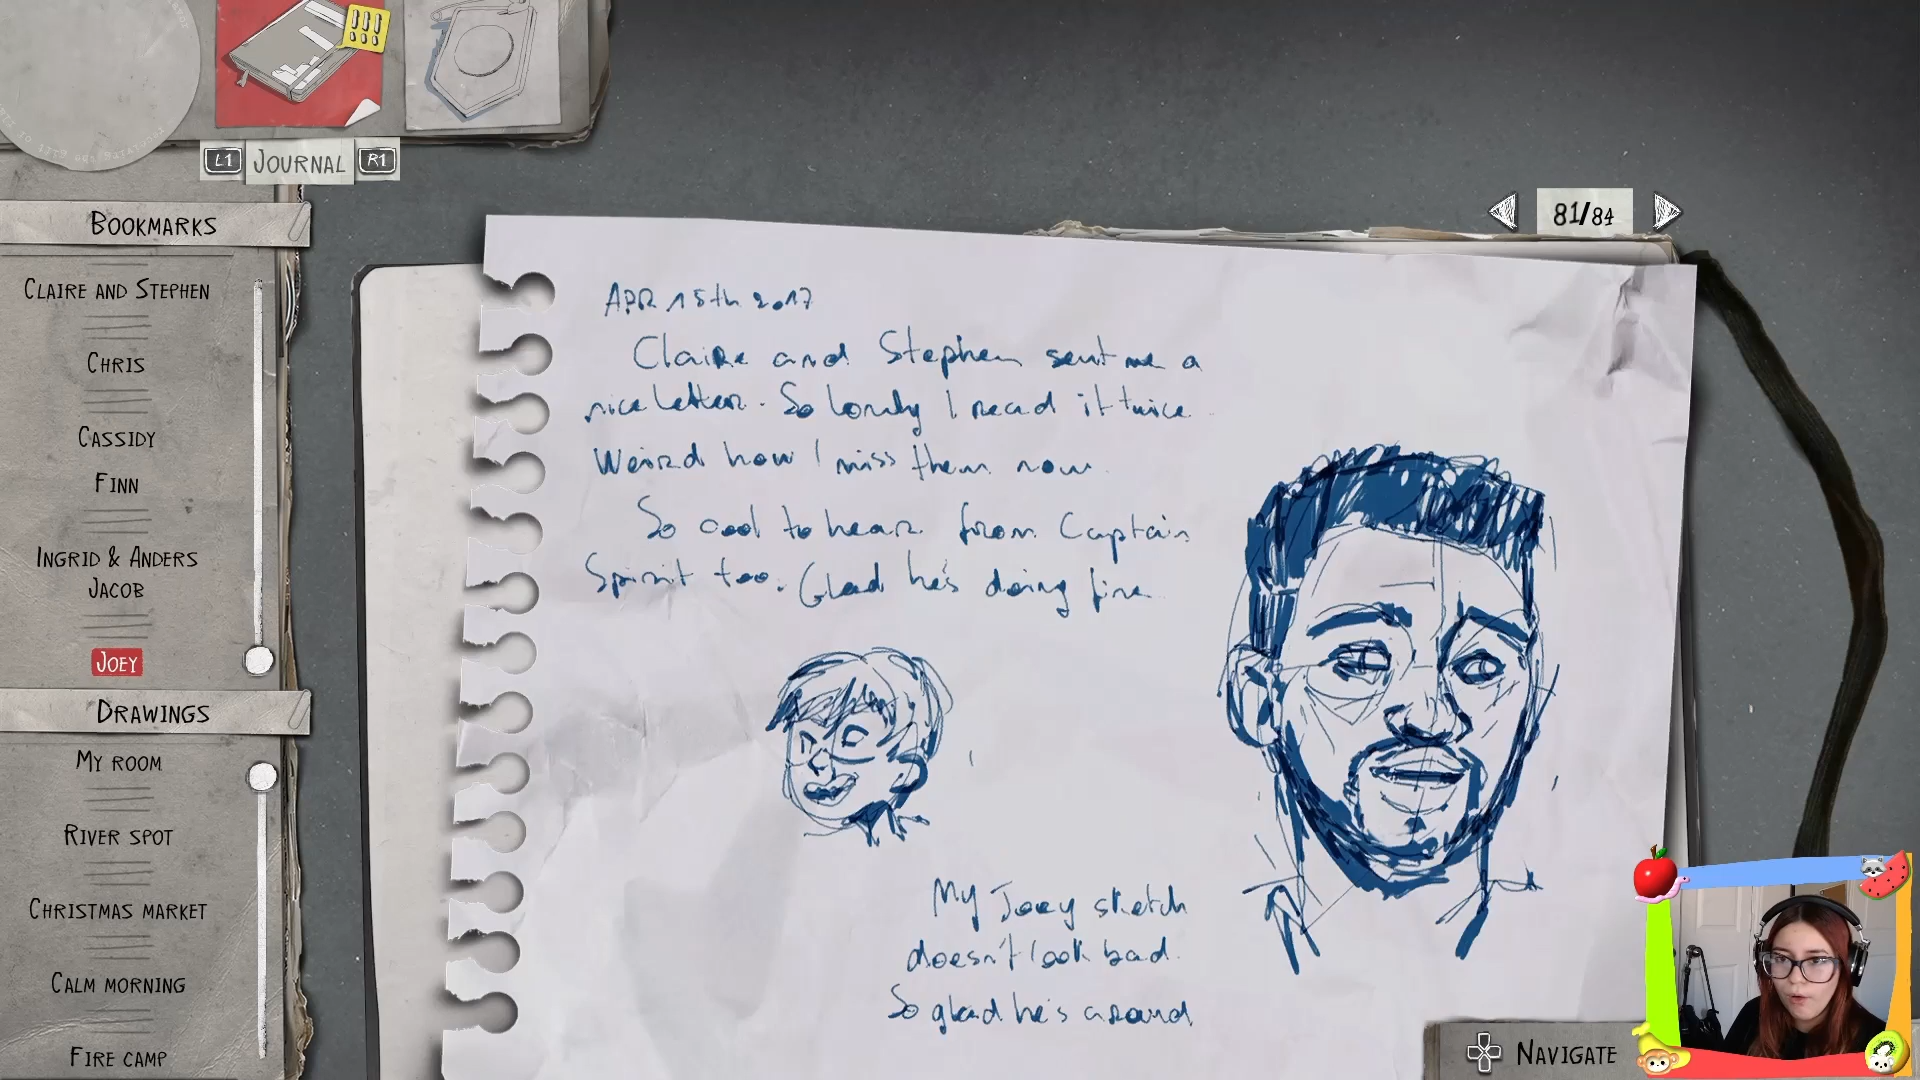 L1 JOURNAL R1
BOOKMARKS
CLAIRE AND STEPHEN
CHRIS
CASSIDY
FINN
INGRID & ANDERS
JACOB
JOEY
DRAWINGS
MY ROOM
RIVER SPOT
CHRISTMAS MARKET
CALM MORNING
FIRE CAMP
81/84
APR 15th 2017
Claire and Stephen sent me a
nice letter. So lonely I read it twice
Weird how I miss them now.
So cool to hear from Captain
Spirit too. Glad he's doing fine
My Joey sketch
doesn't look bad.
So glad he's around
NAVIGATE